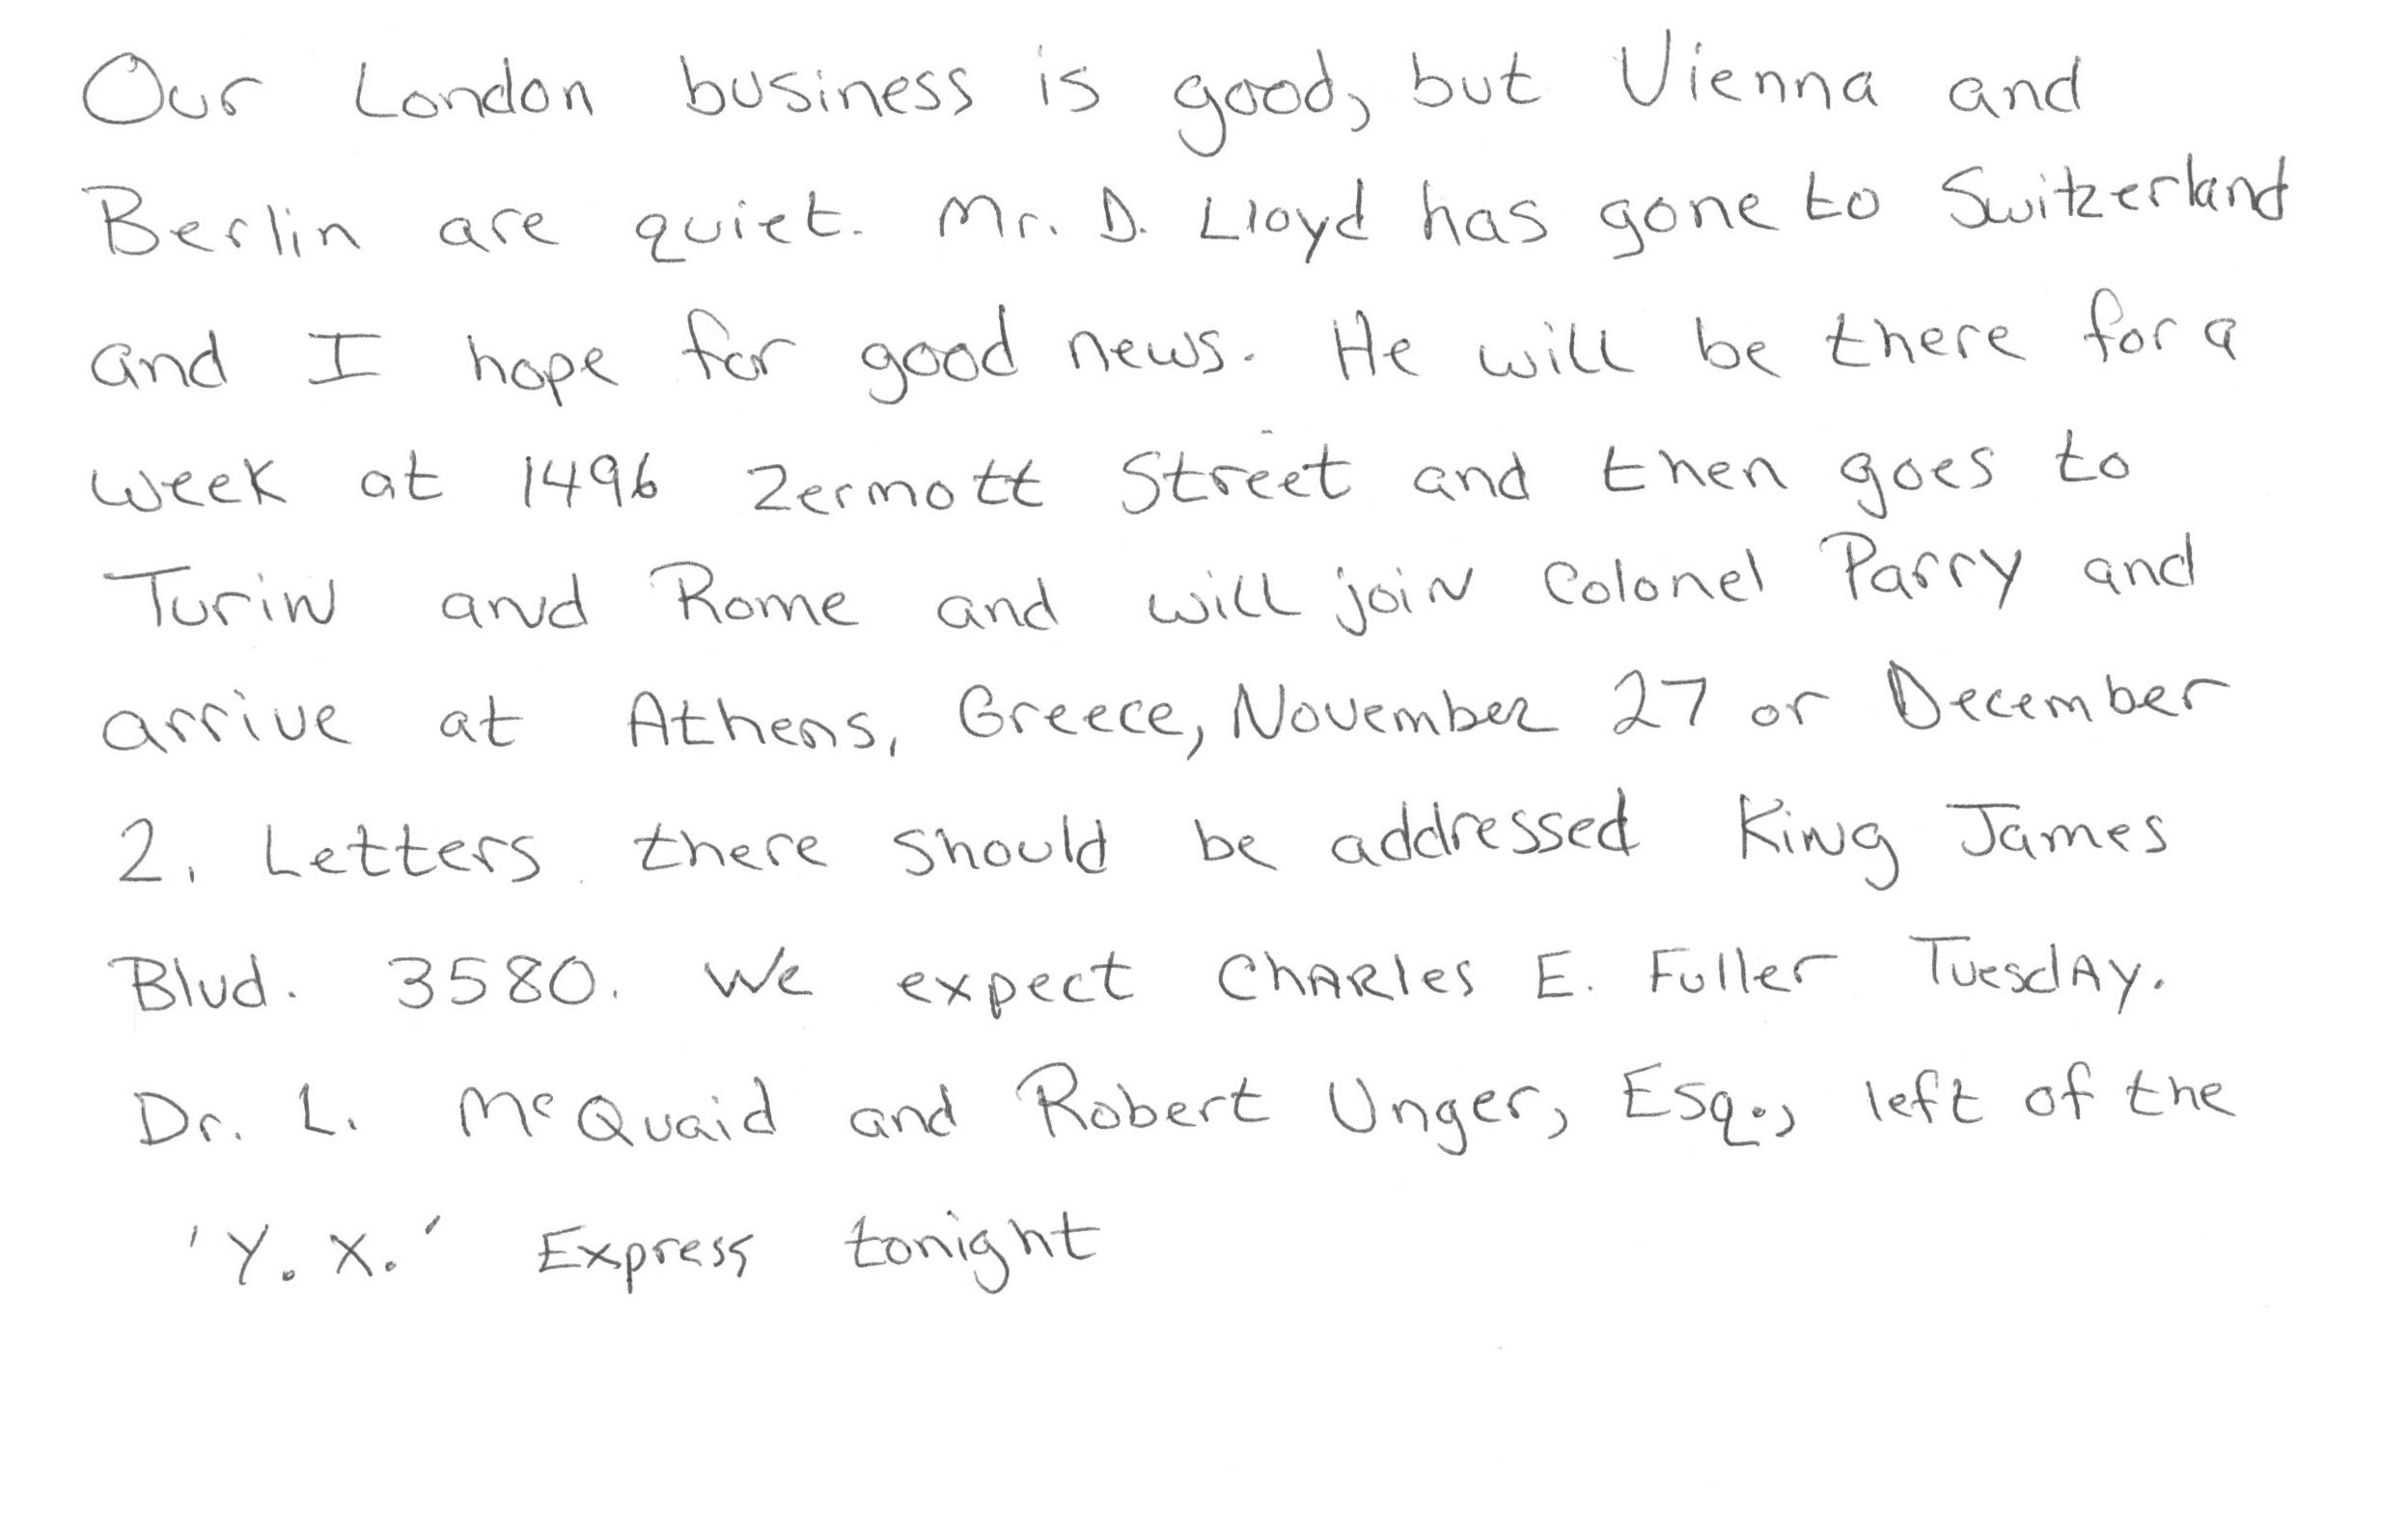 Our London business is good, but Vienna and
Berlin are quiet. Mr. D. Lloyd has gone to Switzerland
and I hope for good news. He will be there for a
week at 1496 Zermott Street and then goes to
Turin and Rome and will join Colonel Parry and
arrive at Athens, Greece, November 27 or December
2. Letters there should be addressed King James
Blvd. 3580. We expect Charles E. Fuller Tuesday.
Dr. L. McQuaid and Robert Unger, Esq., left of the
'Y. X.' Express tonight